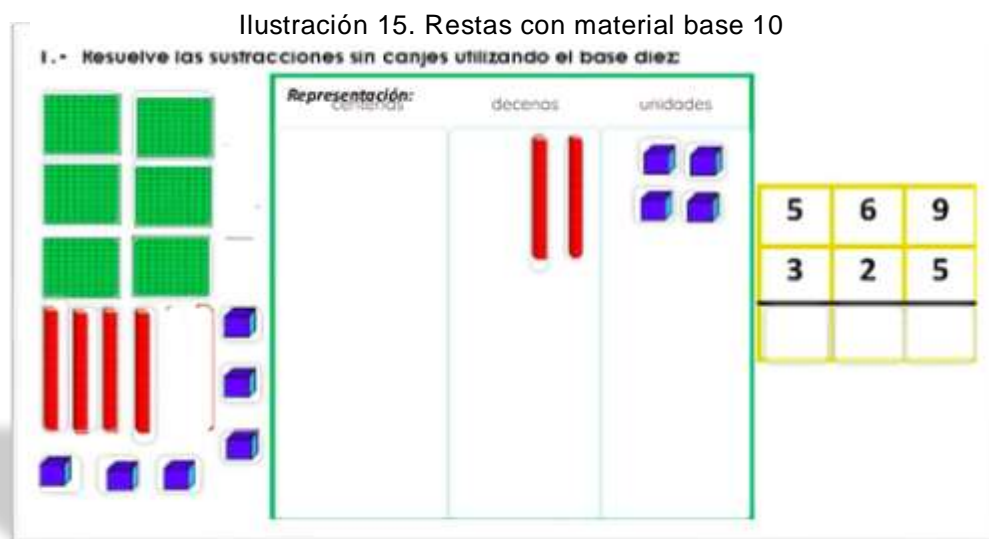 Ilustración 15. Restas con material base 10
1.- Resuelve las sustracciones sin canjes utilizando el base diez:
Representación:
centenas decenas unidades
5 6 9
3 2 5